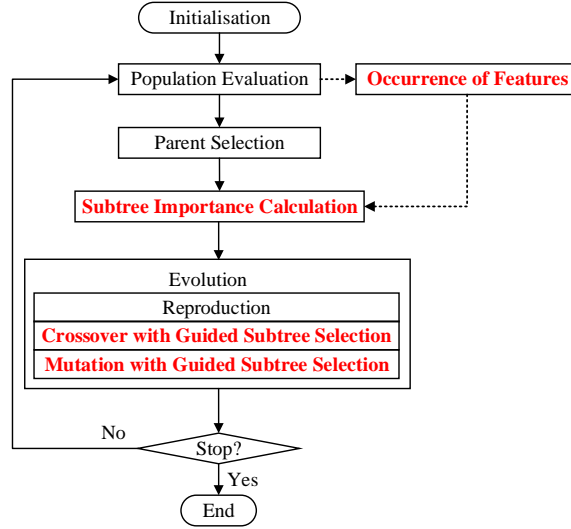 Initialisation
Population Evaluation
Occurrence of Features
Parent Selection
Subtree Importance Calculation
Evolution
Reproduction
Crossover with Guided Subtree Selection
Mutation with Guided Subtree Selection
No
Stop?
Yes
End